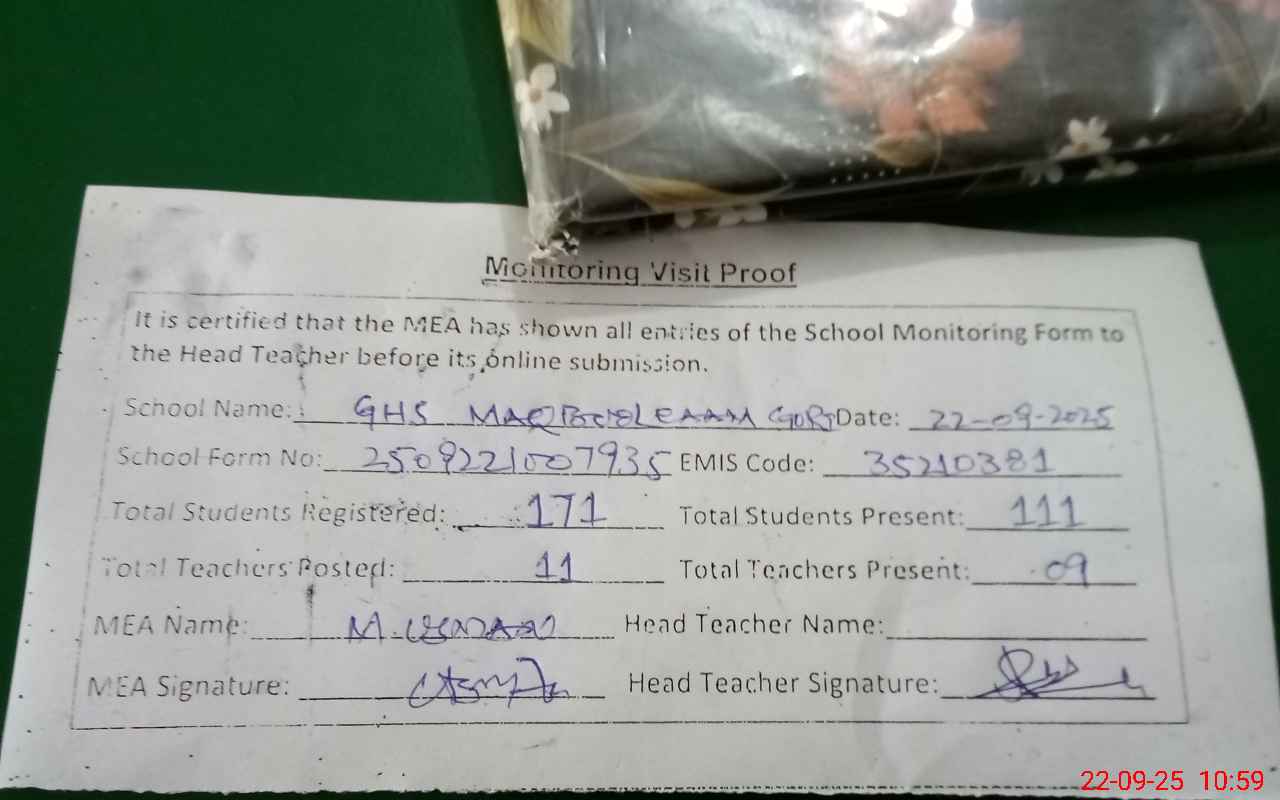 Monitoring Visit Proof
It is certified that the MEA has shown all entries of the School Monitoring Form to
the Head Teacher before its online submission.
School Name: GHS MAQBOOLEAAM Date: 22-09-2025
School Form No: 2509221007935 EMIS Code: 35210381
Total Students Registered: 171 Total Students Present: 111
Total Teachers Posted: 11 Total Teachers Present: 09
MEA Name: M. USMAN Head Teacher Name:
MEA Signature: Head Teacher Signature:
22-09-25 10:59